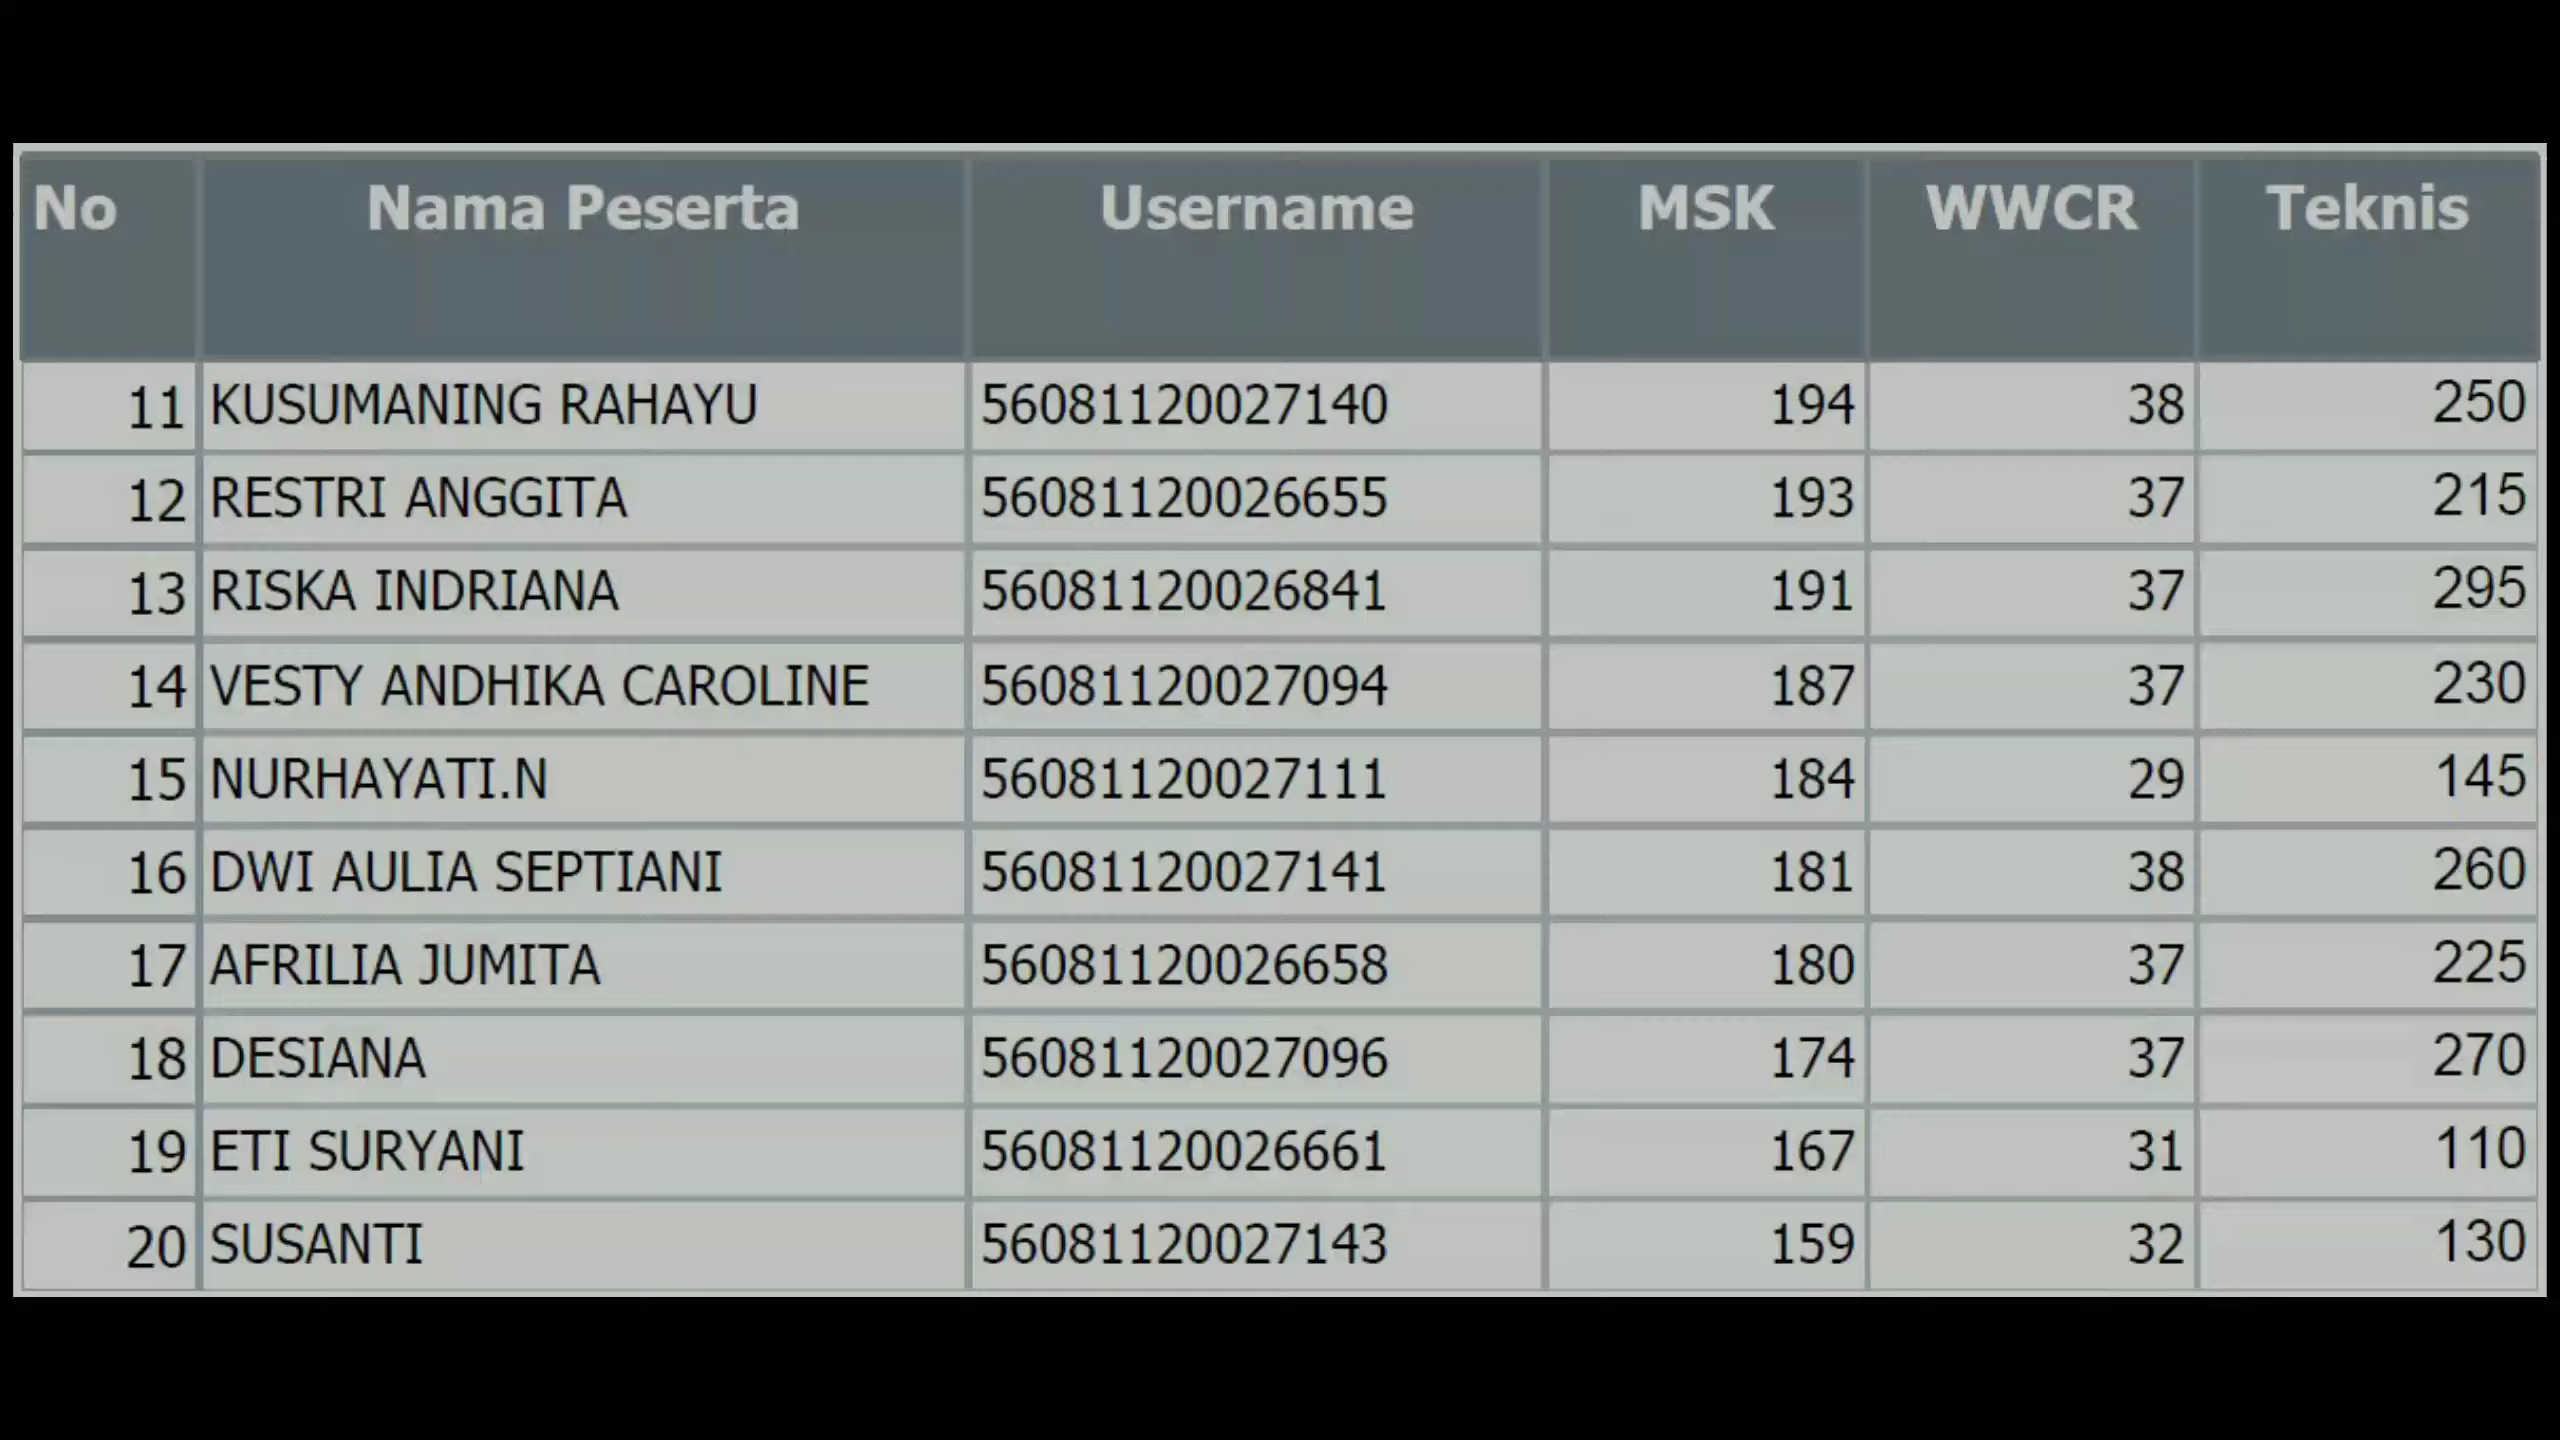 No Nama Peserta Username MSK WWCR Teknis
11 KUSUMANING RAHAYU 56081120027140 194 38 250
12 RESTRI ANGGITA 56081120026655 193 37 215
13 RISKA INDRIANA 56081120026841 191 37 295
14 VESTY ANDHIKA CAROLINE 56081120027094 187 37 230
15 NURHAYATI.N 56081120027111 184 29 145
16 DWI AULIA SEPTIANI 56081120027141 181 38 260
17 AFRILIA JUMITA 56081120026658 180 37 225
18 DESIANA 56081120027096 174 37 270
19 ETI SURYANI 56081120026661 167 31 110
20 SUSANTI 56081120027143 159 32 130